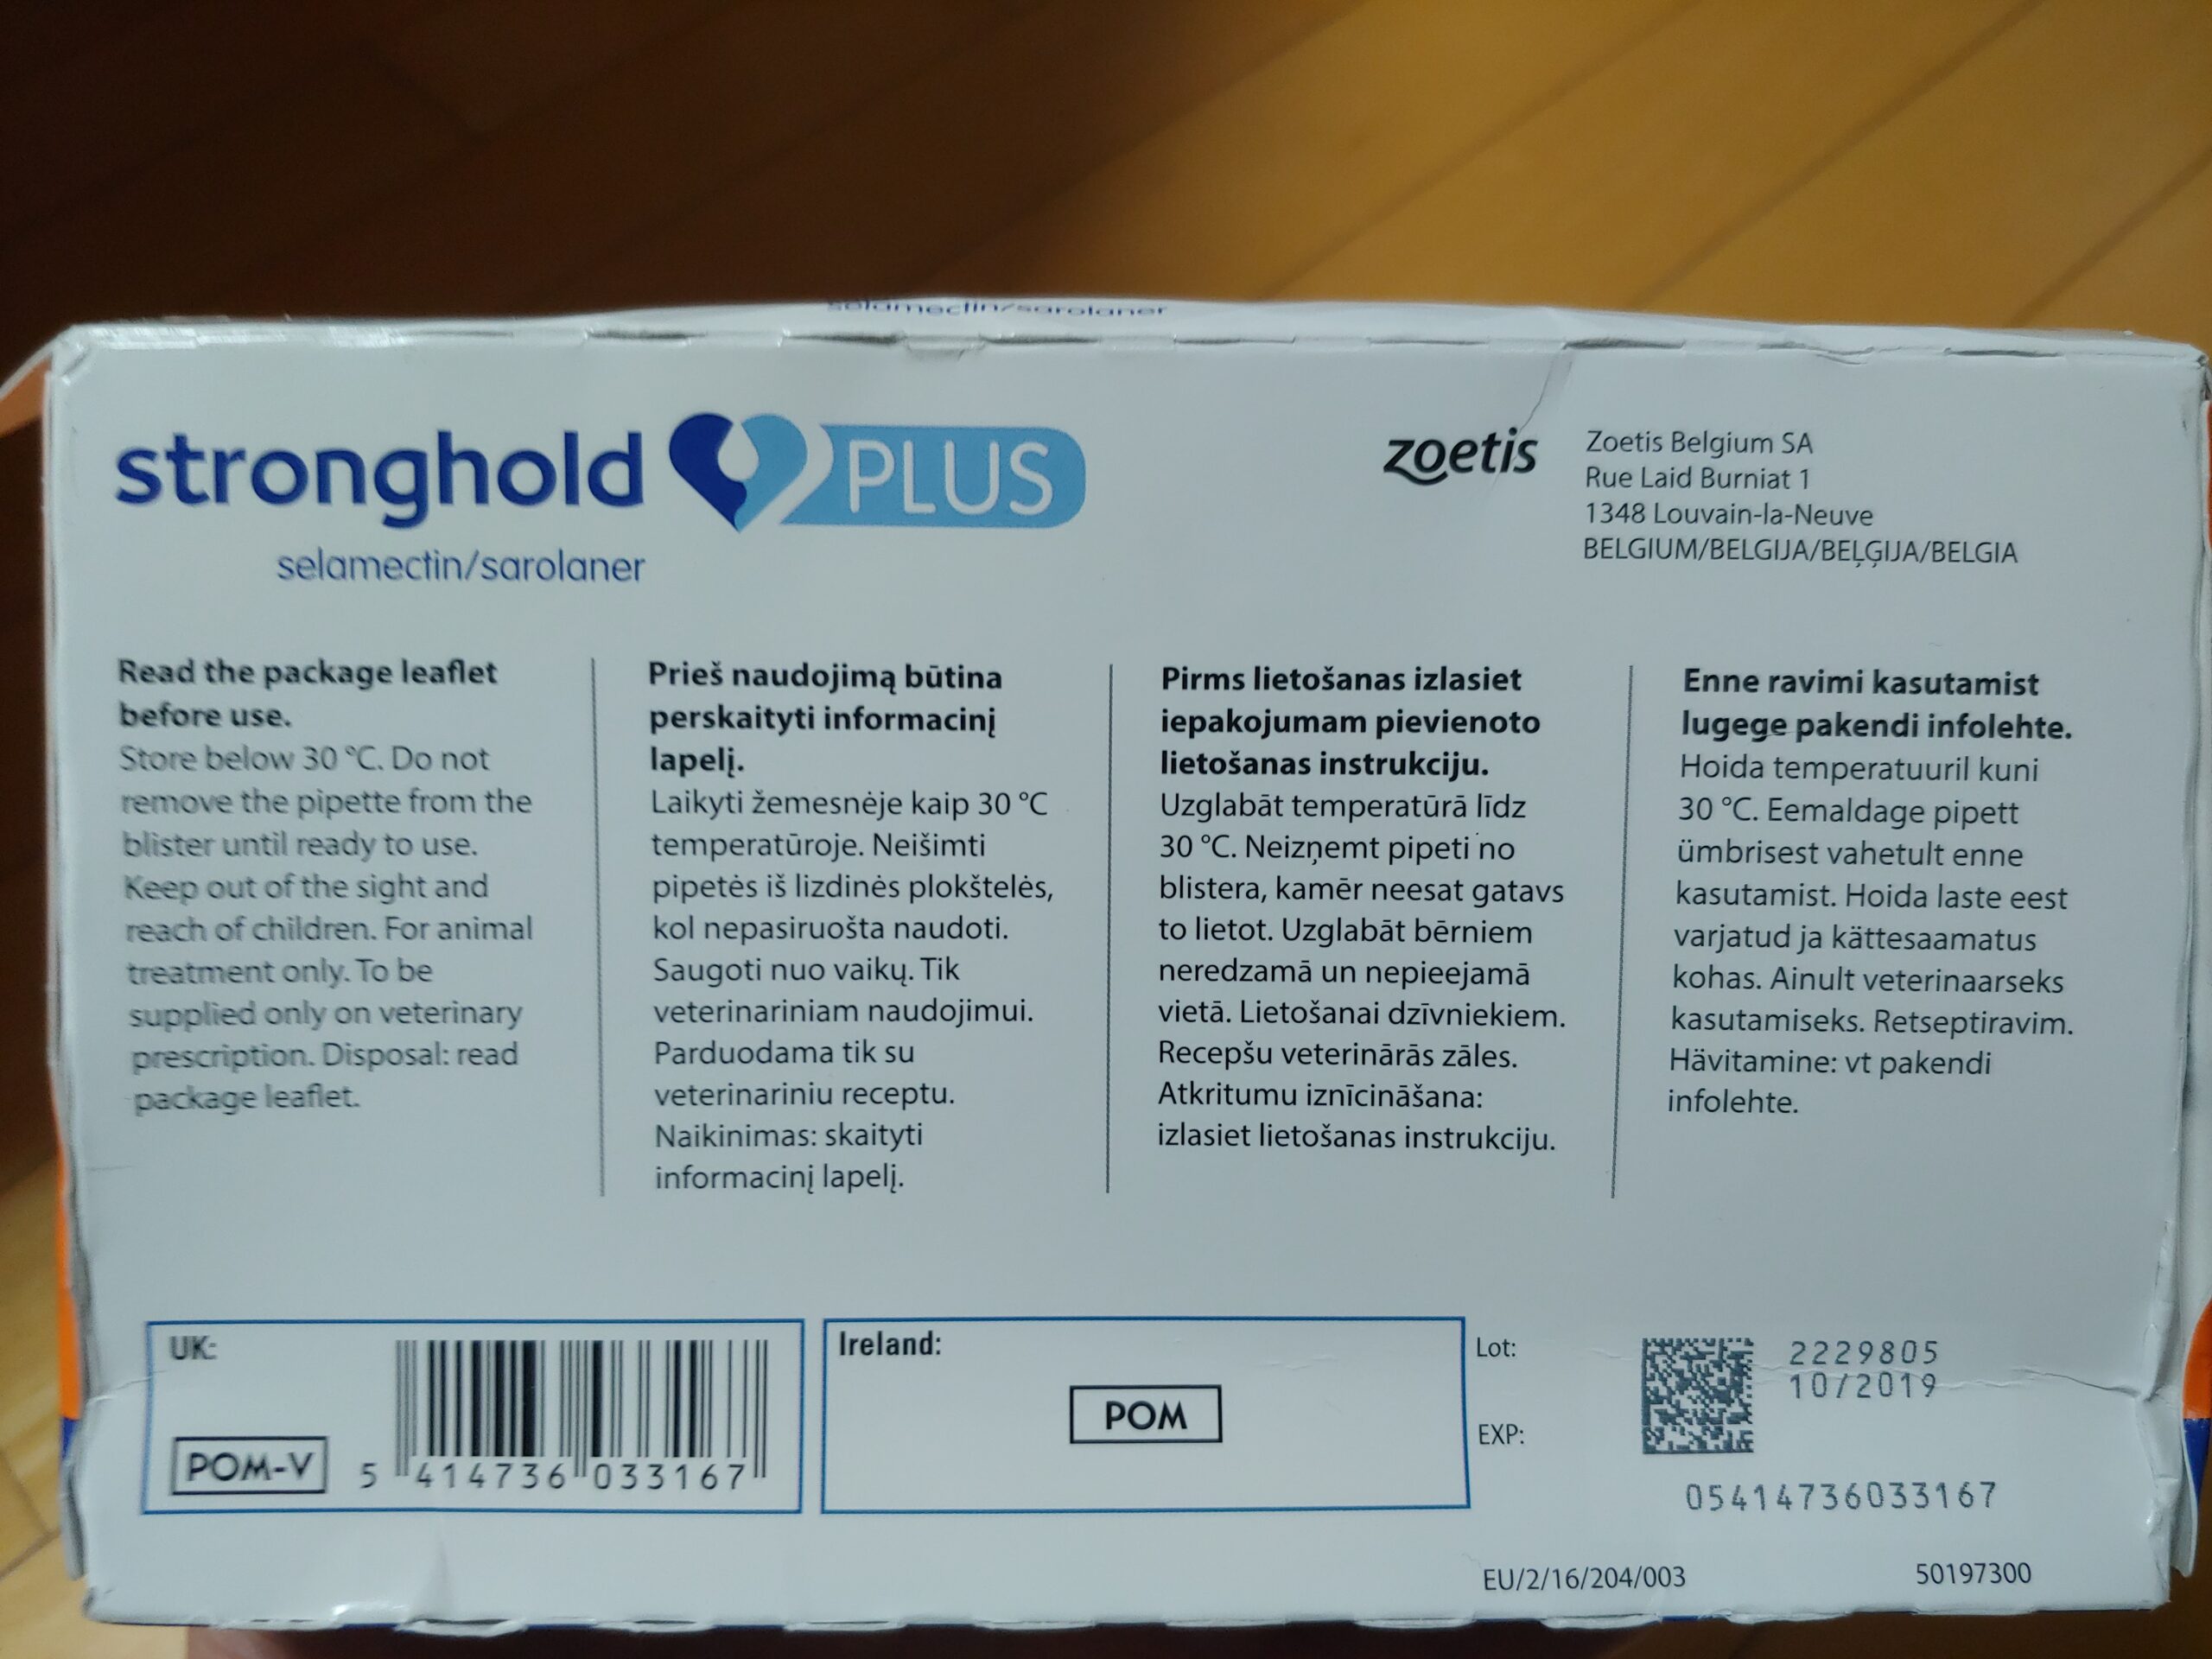 selamectin/sarolaner
stronghold PLUS
selamectin/sarolaner
zoetis
Zoetis Belgium SA
Rue Laid Burniat 1
1348 Louvain-la-Neuve
BELGIUM/BELGIJA/BEĻĢIJA/BELGIA
Read the package leaflet
before use.
Store below 30 °C. Do not
remove the pipette from the
blister until ready to use.
Keep out of the sight and
reach of children. For animal
treatment only. To be
supplied only on veterinary
prescription. Disposal: read
package leaflet.
Prieš naudojimą būtina
perskaityti informacinį
lapelį.
Laikyti žemesnėje kaip 30 °C
temperatūroje. Neišimti
pipetės iš lizdinės plokštelės,
kol nepasiruošta naudoti.
Saugoti nuo vaikų. Tik
veterinariniam naudojimui.
Parduodama tik su
veterinariniu receptu.
Naikinimas: skaityti
informacinį lapelį.
Pirms lietošanas izlasiet
iepakojumam pievienoto
lietošanas instrukciju.
Uzglabāt temperatūrā līdz
30 °C. Neizņemt pipeti no
blistera, kamēr neesat gatavs
to lietot. Uzglabāt bērniem
neredzamā un nepieejamā
vietā. Lietošanai dzīvniekiem.
Recepšu veterinārās zāles.
Atkritumu iznīcināšana:
izlasiet lietošanas instrukciju.
Enne ravimi kasutamist
lugege pakendi infolehte.
Hoida temperatuuril kuni
30 °C. Eemaldage pipett
ümbrisest vahetult enne
kasutamist. Hoida laste eest
varjatud ja kättesaamatus
kohas. Ainult veterinaarseks
kasutamiseks. Retseptiravim.
Hävitamine: vt pakendi
infolehte.
UK:
POM-V
5 414736 033167
Ireland:
POM
Lot:
2229805
10/2019
EXP:
05414736033167
EU/2/16/204/003
50197300